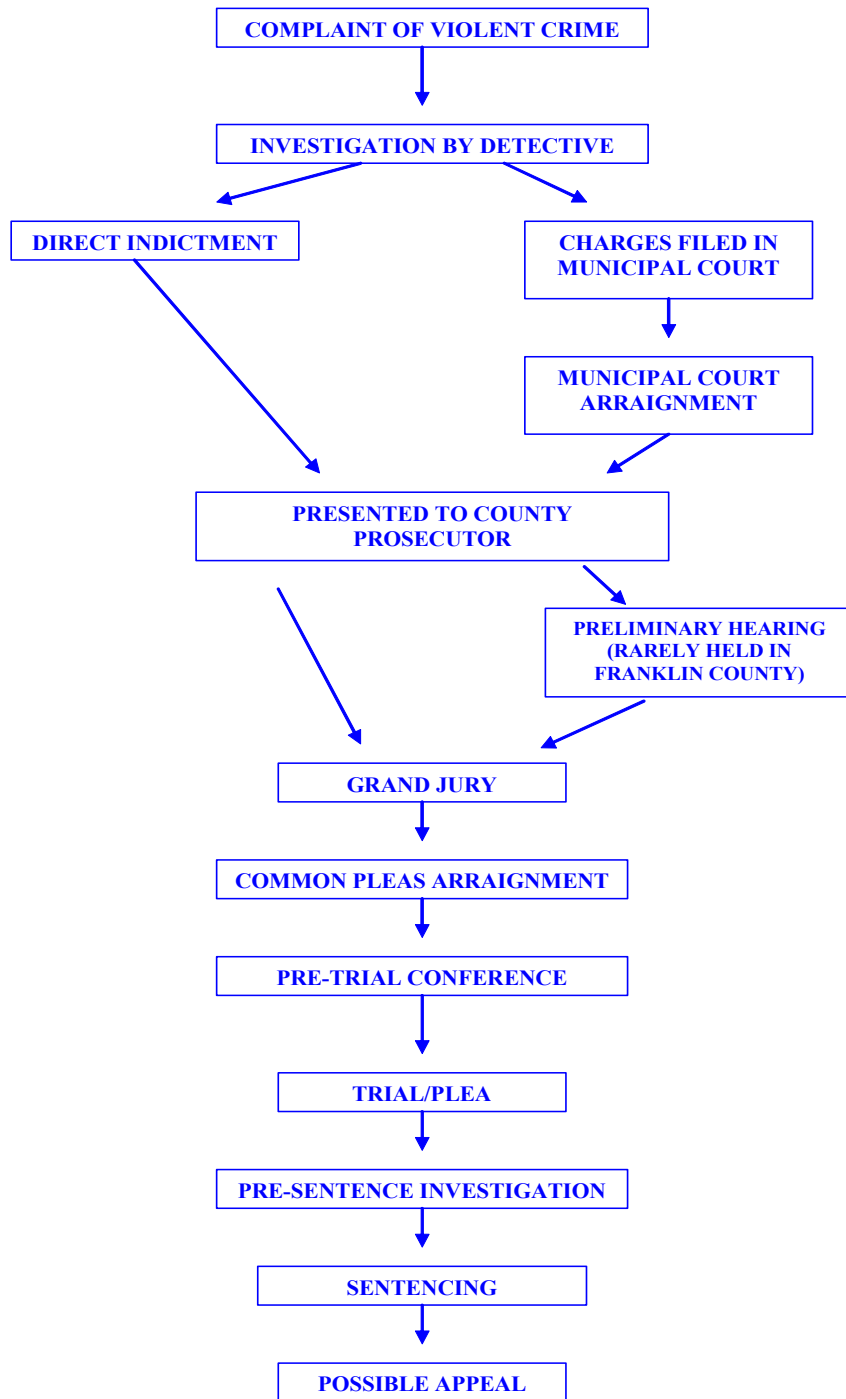 COMPLAINT OF VIOLENT CRIME
INVESTIGATION BY DETECTIVE
DIRECT INDICTMENT
CHARGES FILED IN
MUNICIPAL COURT
MUNICIPAL COURT
ARRAIGNMENT
PRESENTED TO COUNTY
PROSECUTOR
PRELIMINARY HEARING
(RARELY HELD IN
FRANKLIN COUNTY)
GRAND JURY
COMMON PLEAS ARRAIGNMENT
PRE-TRIAL CONFERENCE
TRIAL/PLEA
PRE-SENTENCE INVESTIGATION
SENTENCING
POSSIBLE APPEAL